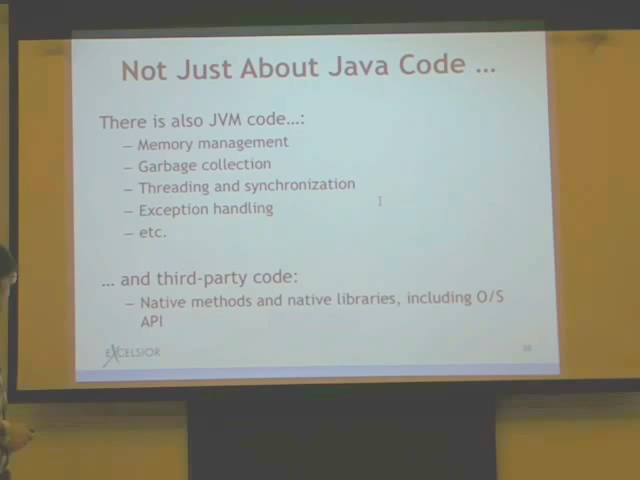 Not Just About Java Code ...
There is also JVM code...:
– Memory management
– Garbage collection
– Threading and synchronization
– Exception handling
– etc.
... and third-party code:
– Native methods and native libraries, including O/S
API
EXCELSIOR